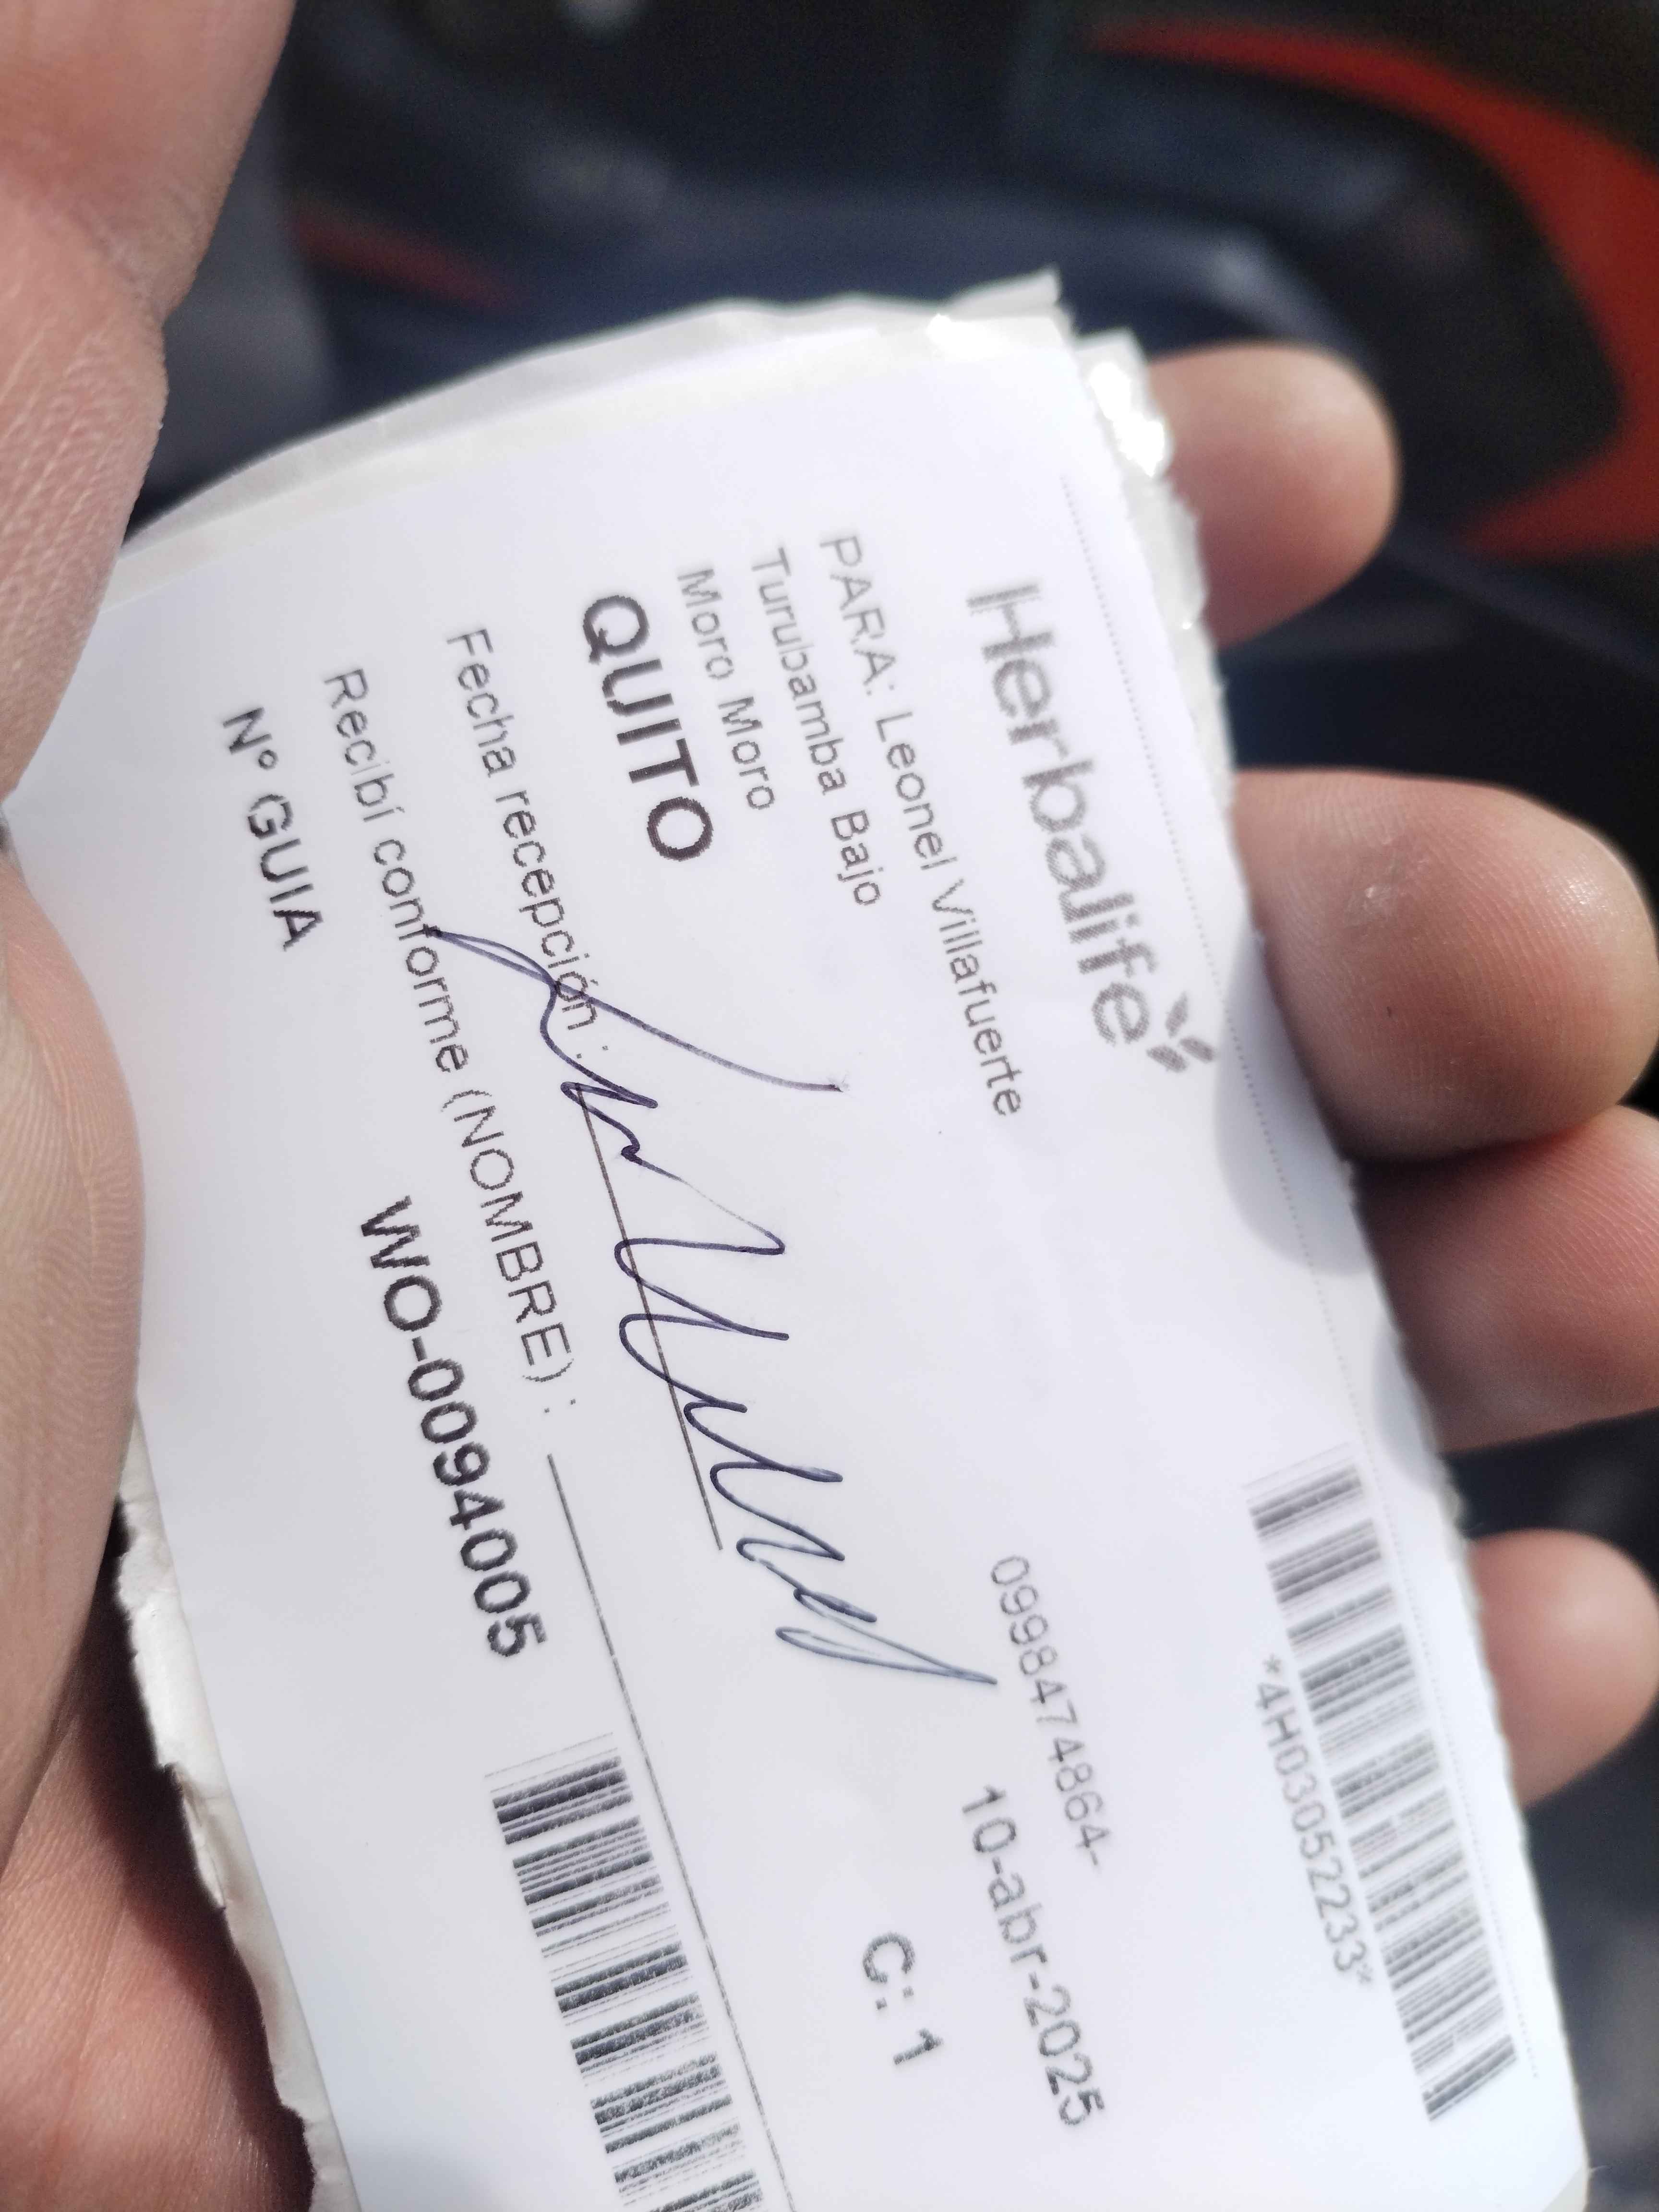 Herbalife
*4H03052233*
PARA: Leonel Villafuerte
0998474864-
Turubamba Bajo
10-abr-2025
Moro Moro
QUITO
C: 1
Fecha recepción :
Recibí conforme (NOMBRE) :
Nº GUIA
WO-0094005